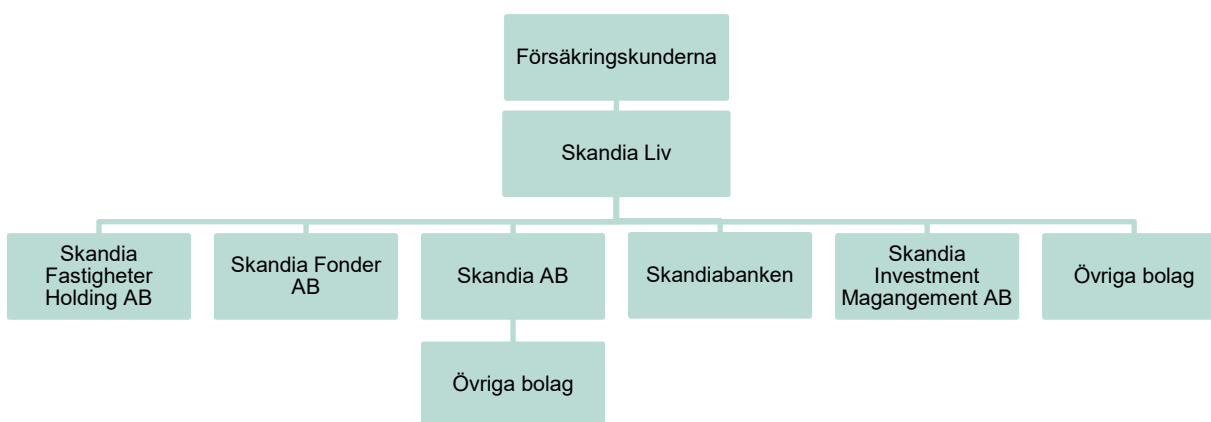 Försäkringskunderna
Skandia Liv
Skandia
Fastigheter
Holding AB
Skandia Fonder
AB
Skandia AB
Skandiabanken
Skandia
Investment
Magangement AB
Övriga bolag
Övriga bolag